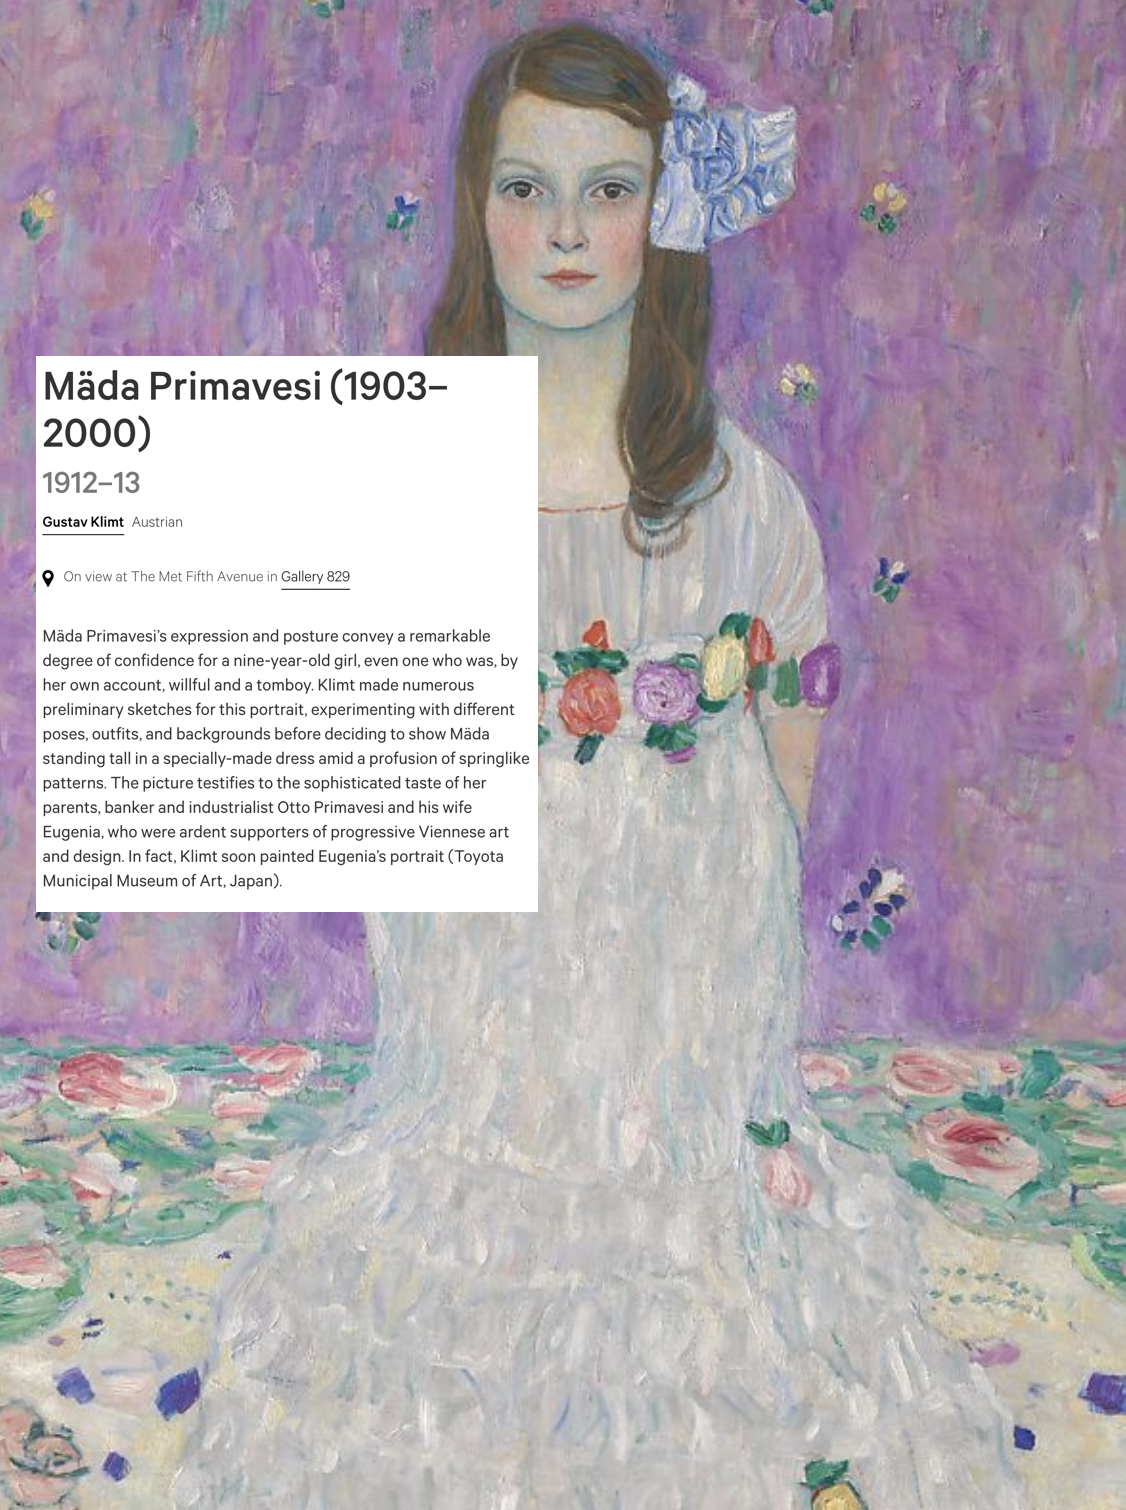 Mäda Primavesi (1903–
2000)
1912–13
Gustav Klimt Austrian
On view at The Met Fifth Avenue in Gallery 829
Mäda Primavesi’s expression and posture convey a remarkable
degree of confidence for a nine-year-old girl, even one who was, by
her own account, willful and a tomboy. Klimt made numerous
preliminary sketches for this portrait, experimenting with different
poses, outfits, and backgrounds before deciding to show Mäda
standing tall in a specially-made dress amid a profusion of springlike
patterns. The picture testifies to the sophisticated taste of her
parents, banker and industrialist Otto Primavesi and his wife
Eugenia, who were ardent supporters of progressive Viennese art
and design. In fact, Klimt soon painted Eugenia’s portrait (Toyota
Municipal Museum of Art, Japan).